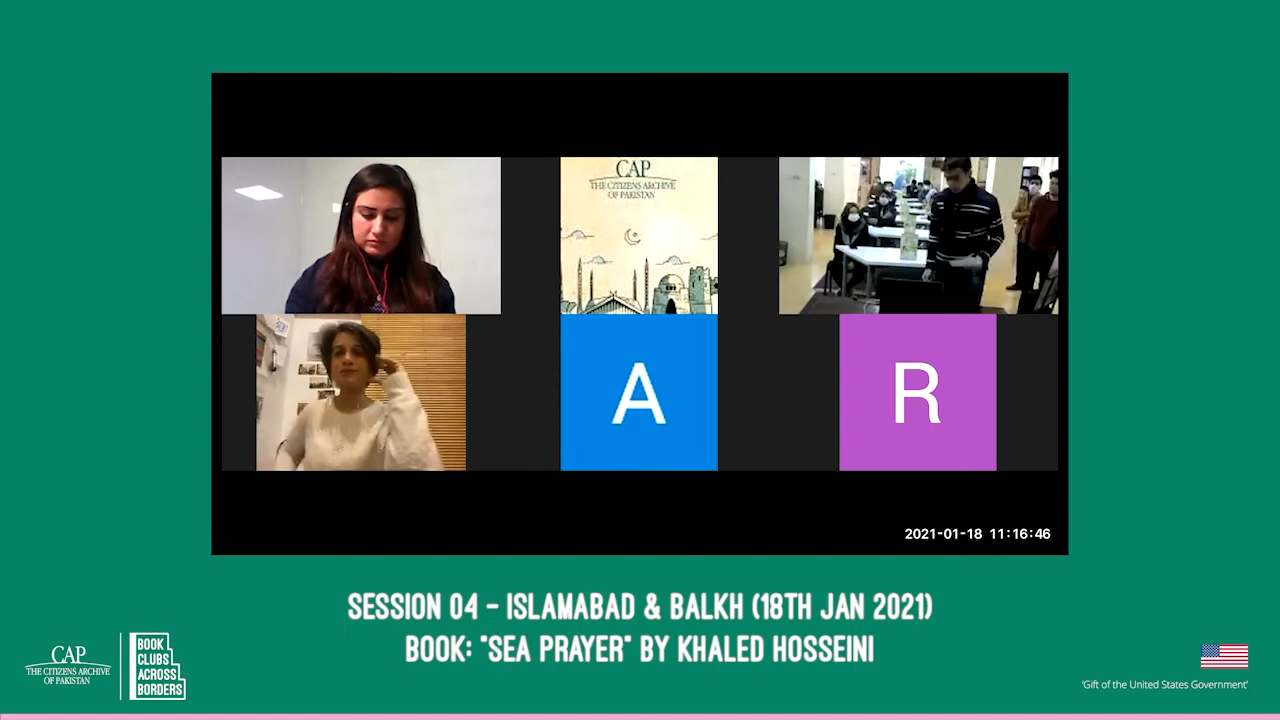 CAP
THE CITIZENS ARCHIVE
OF PAKISTAN
A
R
2021-01-18 11:16:46
SESSION 04 - ISLAMABAD & BALKH (18TH JAN 2021)
BOOK: "SEA PRAYER" BY KHALED HOSSEINI
CAP
THE CITIZENS ARCHIVE
OF PAKISTAN
BOOK
CLUBS
ACROSS
BORDERS
'Gift of the United States Government'